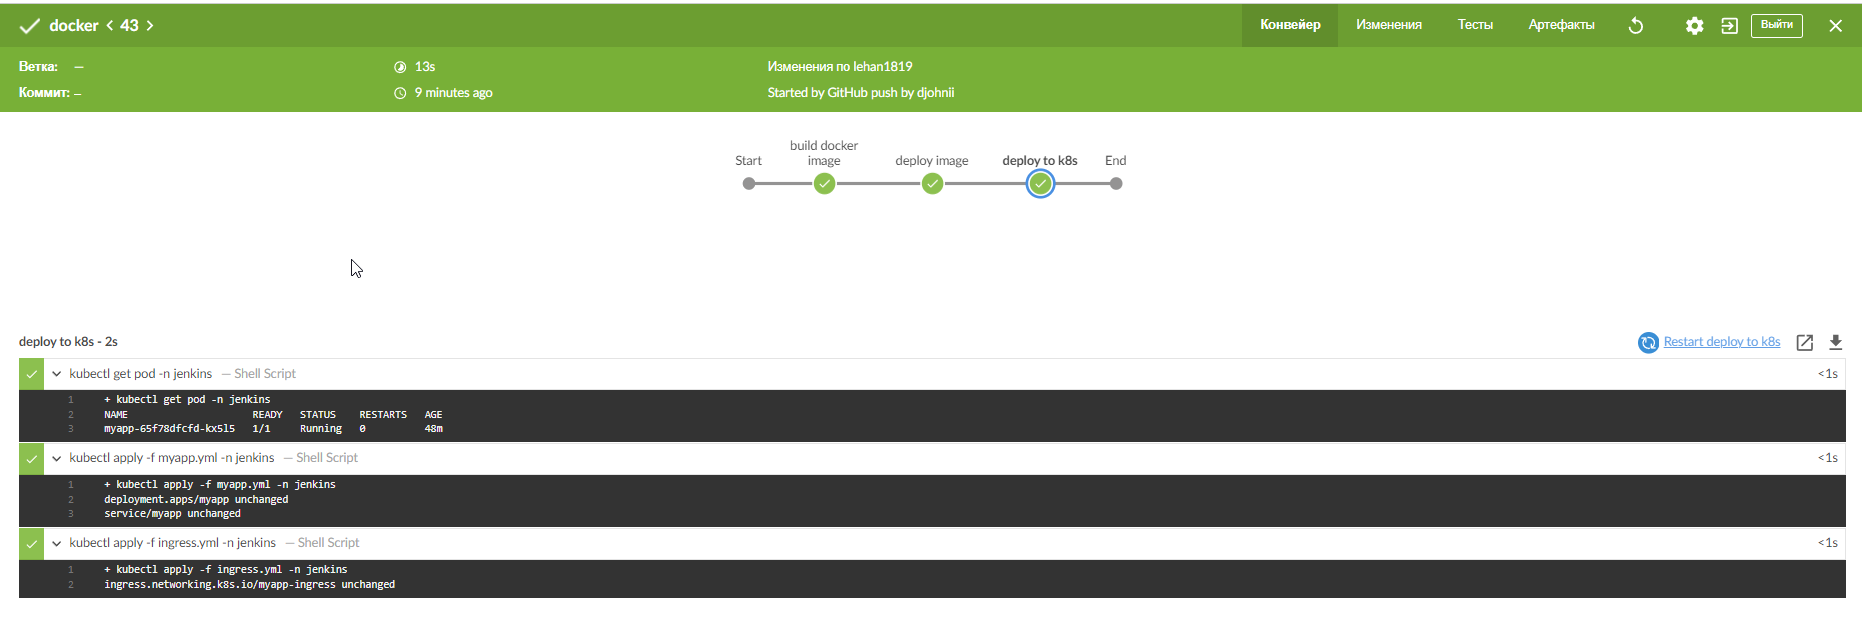 docker < 43 >
Конвейер Изменения Тесты Артефакты Выйти
Ветка: — 13s Изменения по lehan1819
Коммит: – 9 minutes ago Started by GitHub push by djohnii
build docker
Start image deploy image deploy to k8s End
deploy to k8s - 2s Restart deploy to k8s
kubectl get pod -n jenkins — Shell Script <1s
1 + kubectl get pod -n jenkins
2 NAME READY STATUS RESTARTS AGE
3 myapp-65f78dfcfd-kx5l5 1/1 Running 0 48m
kubectl apply -f myapp.yml -n jenkins — Shell Script <1s
1 + kubectl apply -f myapp.yml -n jenkins
2 deployment.apps/myapp unchanged
3 service/myapp unchanged
kubectl apply -f ingress.yml -n jenkins — Shell Script <1s
1 + kubectl apply -f ingress.yml -n jenkins
2 ingress.networking.k8s.io/myapp-ingress unchanged